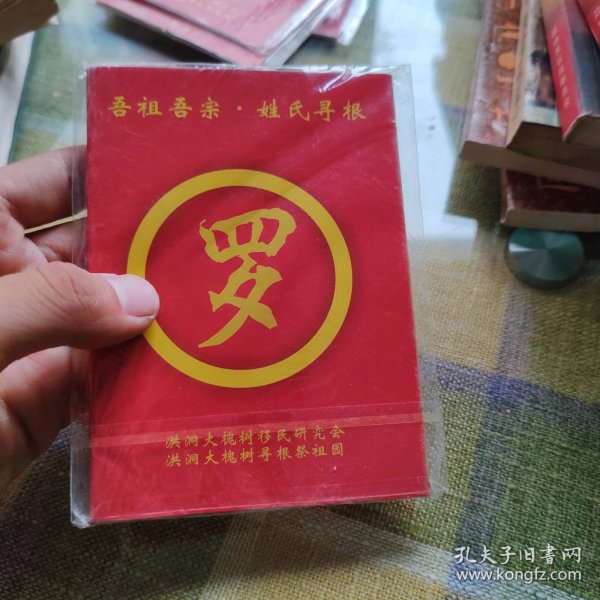 吾祖吾宗·姓氏寻根
罗
洪洞大槐树移民研究会
洪洞大槐树寻根祭祖园
孔夫子旧书网
www.kongfz.com